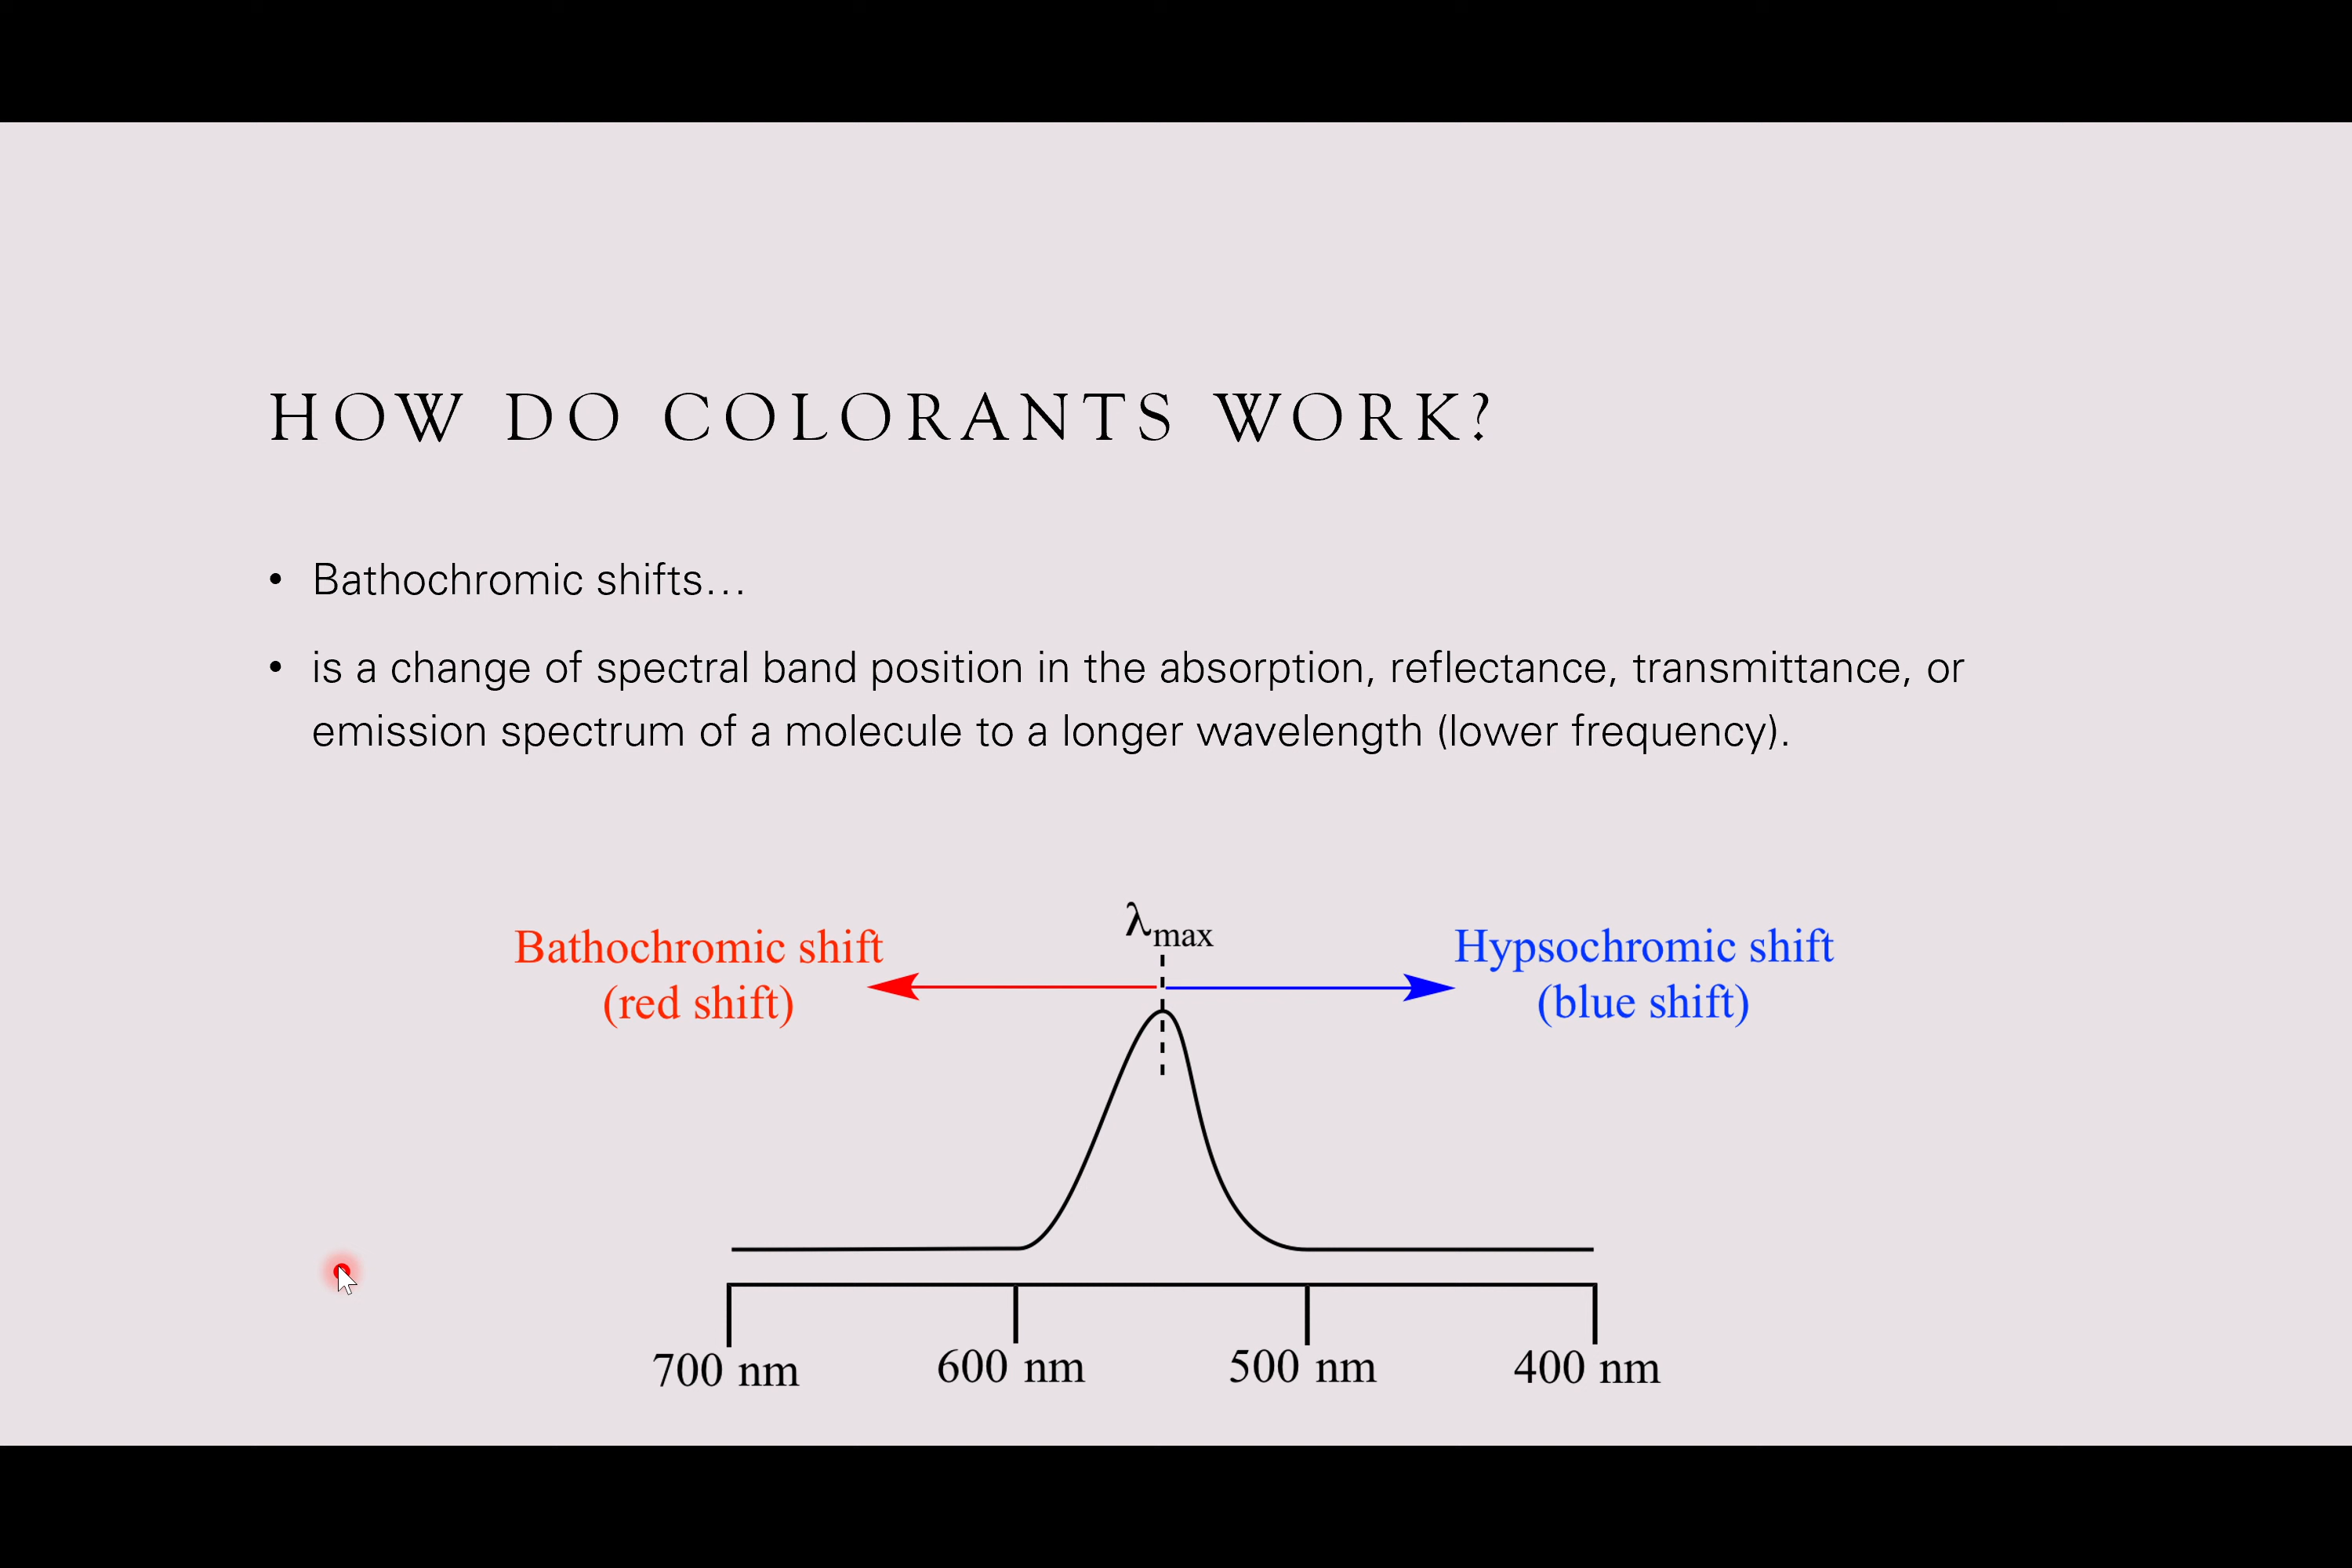 HOW DO COLORANTS WORK?
• Bathochromic shifts…
• is a change of spectral band position in the absorption, reflectance, transmittance, or
emission spectrum of a molecule to a longer wavelength (lower frequency).
λmax
Bathochromic shift
(red shift)
Hypsochromic shift
(blue shift)
700 nm 600 nm 500 nm 400 nm